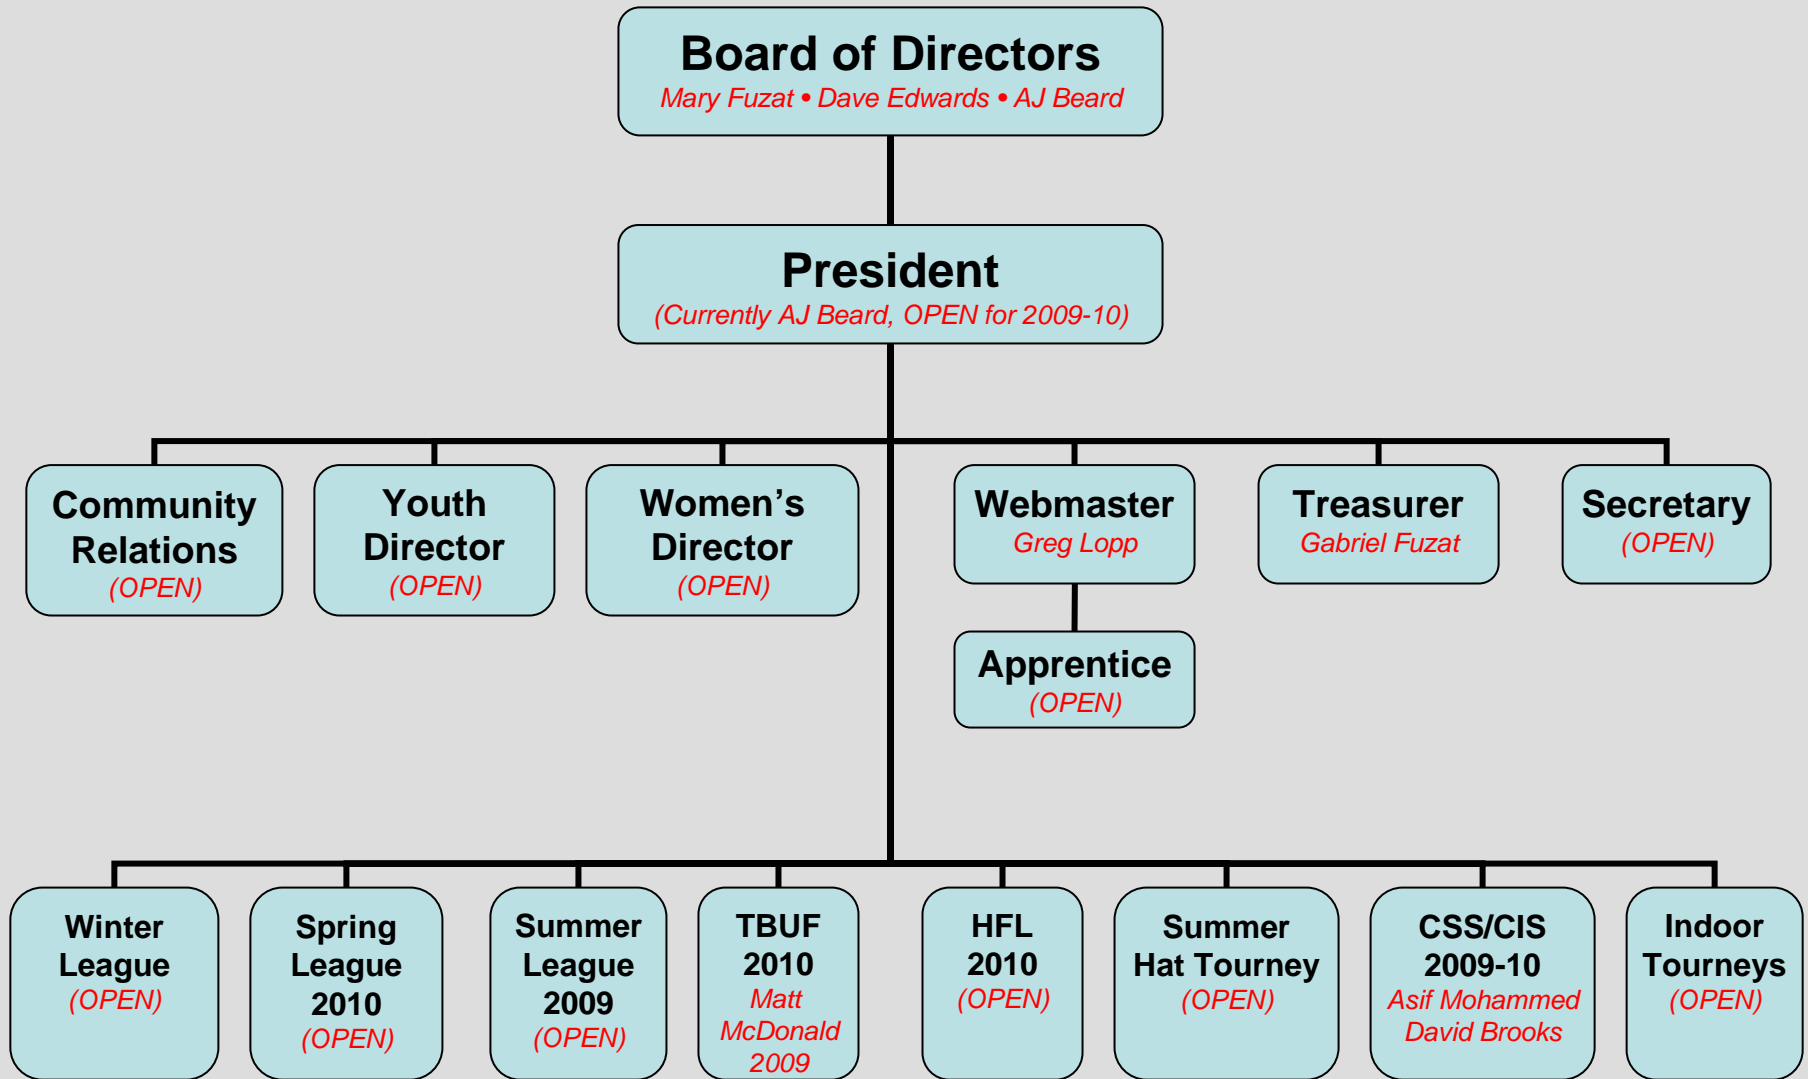 Board of Directors
Mary Fuzat • Dave Edwards • AJ Beard
President
(Currently AJ Beard, OPEN for 2009-10)
Community
Relations
(OPEN)
Youth
Director
(OPEN)
Women’s
Director
(OPEN)
Webmaster
Greg Lopp
Treasurer
Gabriel Fuzat
Secretary
(OPEN)
Apprentice
(OPEN)
Winter
League
(OPEN)
Spring
League
2010
(OPEN)
Summer
League
2009
(OPEN)
TBUF
2010
Matt
McDonald
2009
HFL
2010
(OPEN)
Summer
Hat Tourney
(OPEN)
CSS/CIS
2009-10
Asif Mohammed
David Brooks
Indoor
Tourneys
(OPEN)